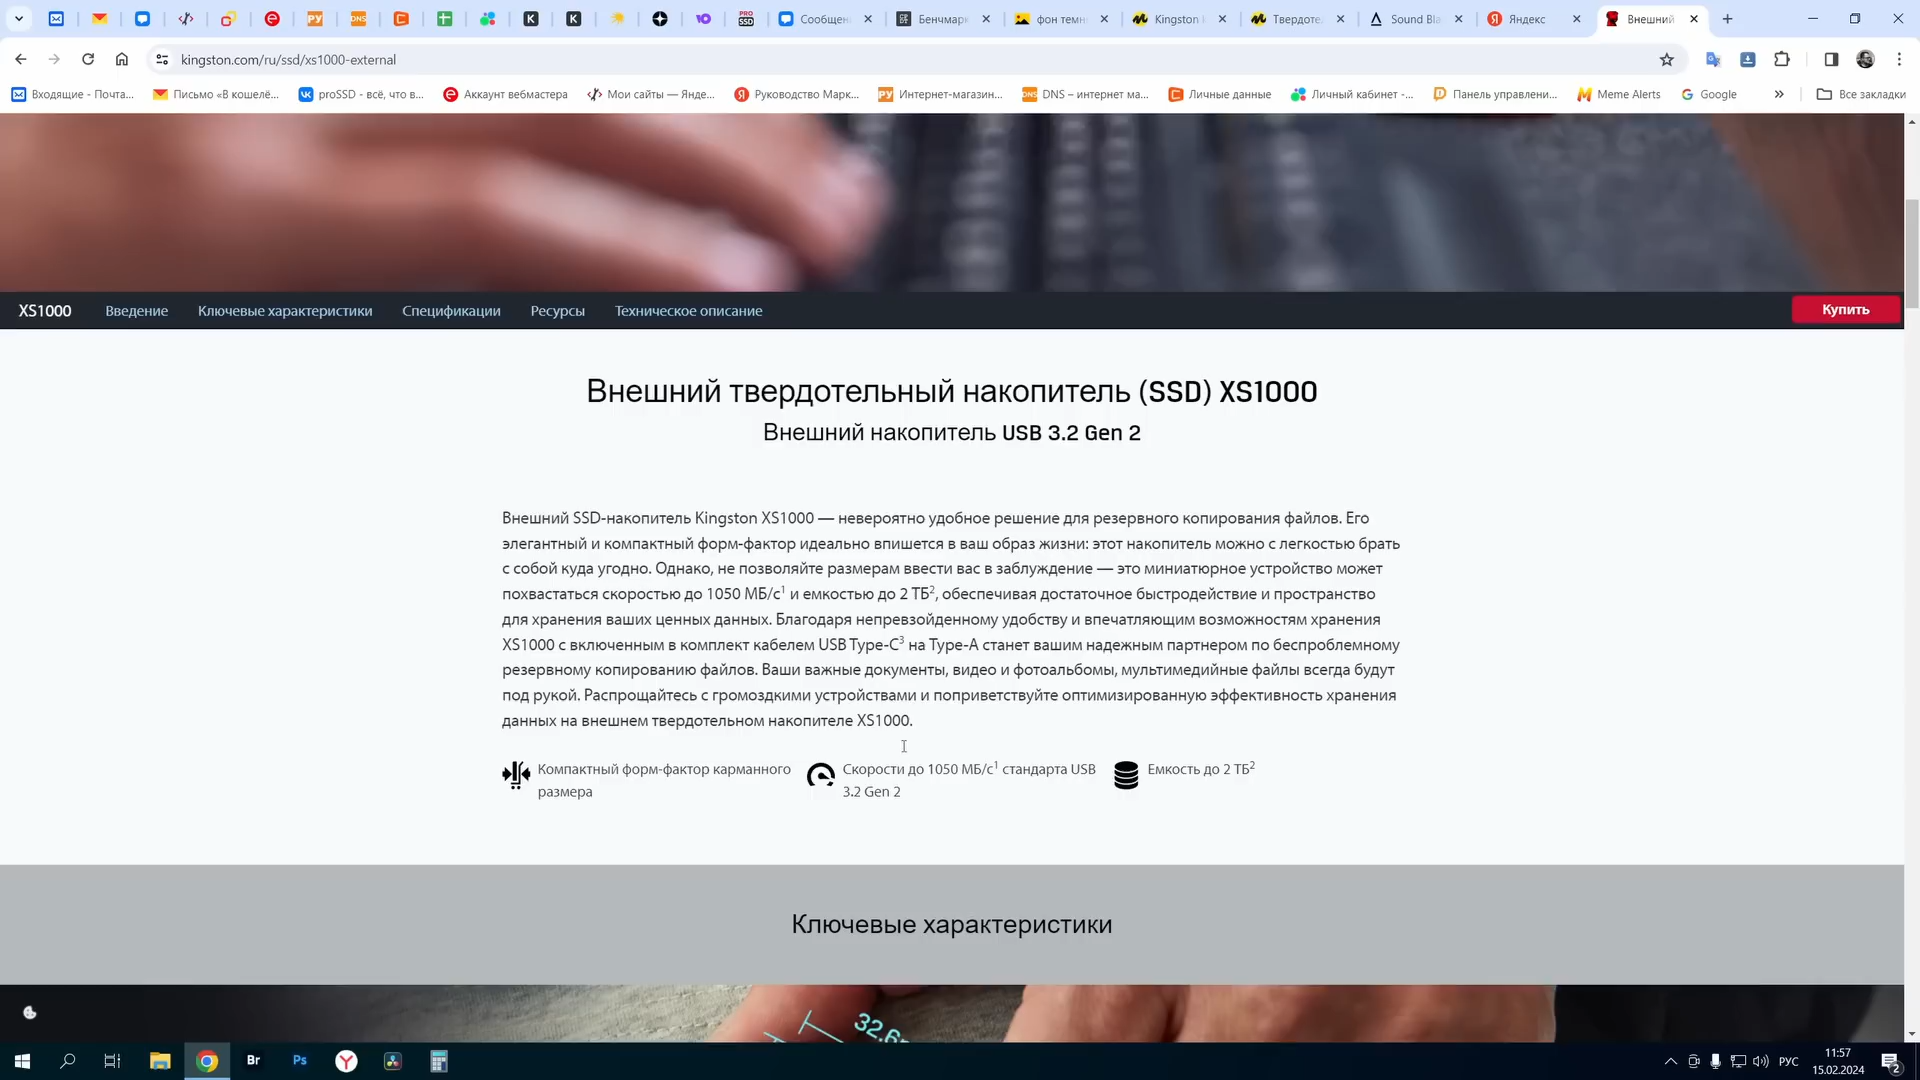 Сообщен
Бенчмарк
фон темн
Kingston
Твердоте
Sound Bla
Яндекс
Внешний
kingston.com/ru/ssd/xs1000-external
Входящие - Почта...
Письмо «В кошелё...
proSSD - всё, что в...
Аккаунт вебмастера
Мои сайты — Янде...
Руководство Марк...
Интернет-магазин...
DNS – интернет ма...
Личные данные
Личный кабинет -...
Панель управлени...
Meme Alerts
Google
Все закладки
XS1000
Введение
Ключевые характеристики
Спецификации
Ресурсы
Техническое описание
Купить
Внешний твердотельный накопитель (SSD) XS1000
Внешний накопитель USB 3.2 Gen 2
Внешний SSD-накопитель Kingston XS1000 — невероятно удобное решение для резервного копирования файлов. Его
элегантный и компактный форм-фактор идеально впишется в ваш образ жизни: этот накопитель можно с легкостью брать
с собой куда угодно. Однако, не позволяйте размерам ввести вас в заблуждение — это миниатюрное устройство может
похвастаться скоростью до 1050 МБ/с1 и емкостью до 2 ТБ2, обеспечивая достаточное быстродействие и пространство
для хранения ваших ценных данных. Благодаря непревзойденному удобству и впечатляющим возможностям хранения
XS1000 с включенным в комплект кабелем USB Type-C3 на Type-A станет вашим надежным партнером по беспроблемному
резервному копированию файлов. Ваши важные документы, видео и фотоальбомы, мультимедийные файлы всегда будут
под рукой. Распрощайтесь с громоздкими устройствами и поприветствуйте оптимизированную эффективность хранения
данных на внешнем твердотельном накопителе XS1000.
Компактный форм-фактор карманного
размера
Скорости до 1050 МБ/с1 стандарта USB
3.2 Gen 2
Емкость до 2 ТБ2
Ключевые характеристики
32.6
Br
Ps
РУС
11:57
15.02.2024
2